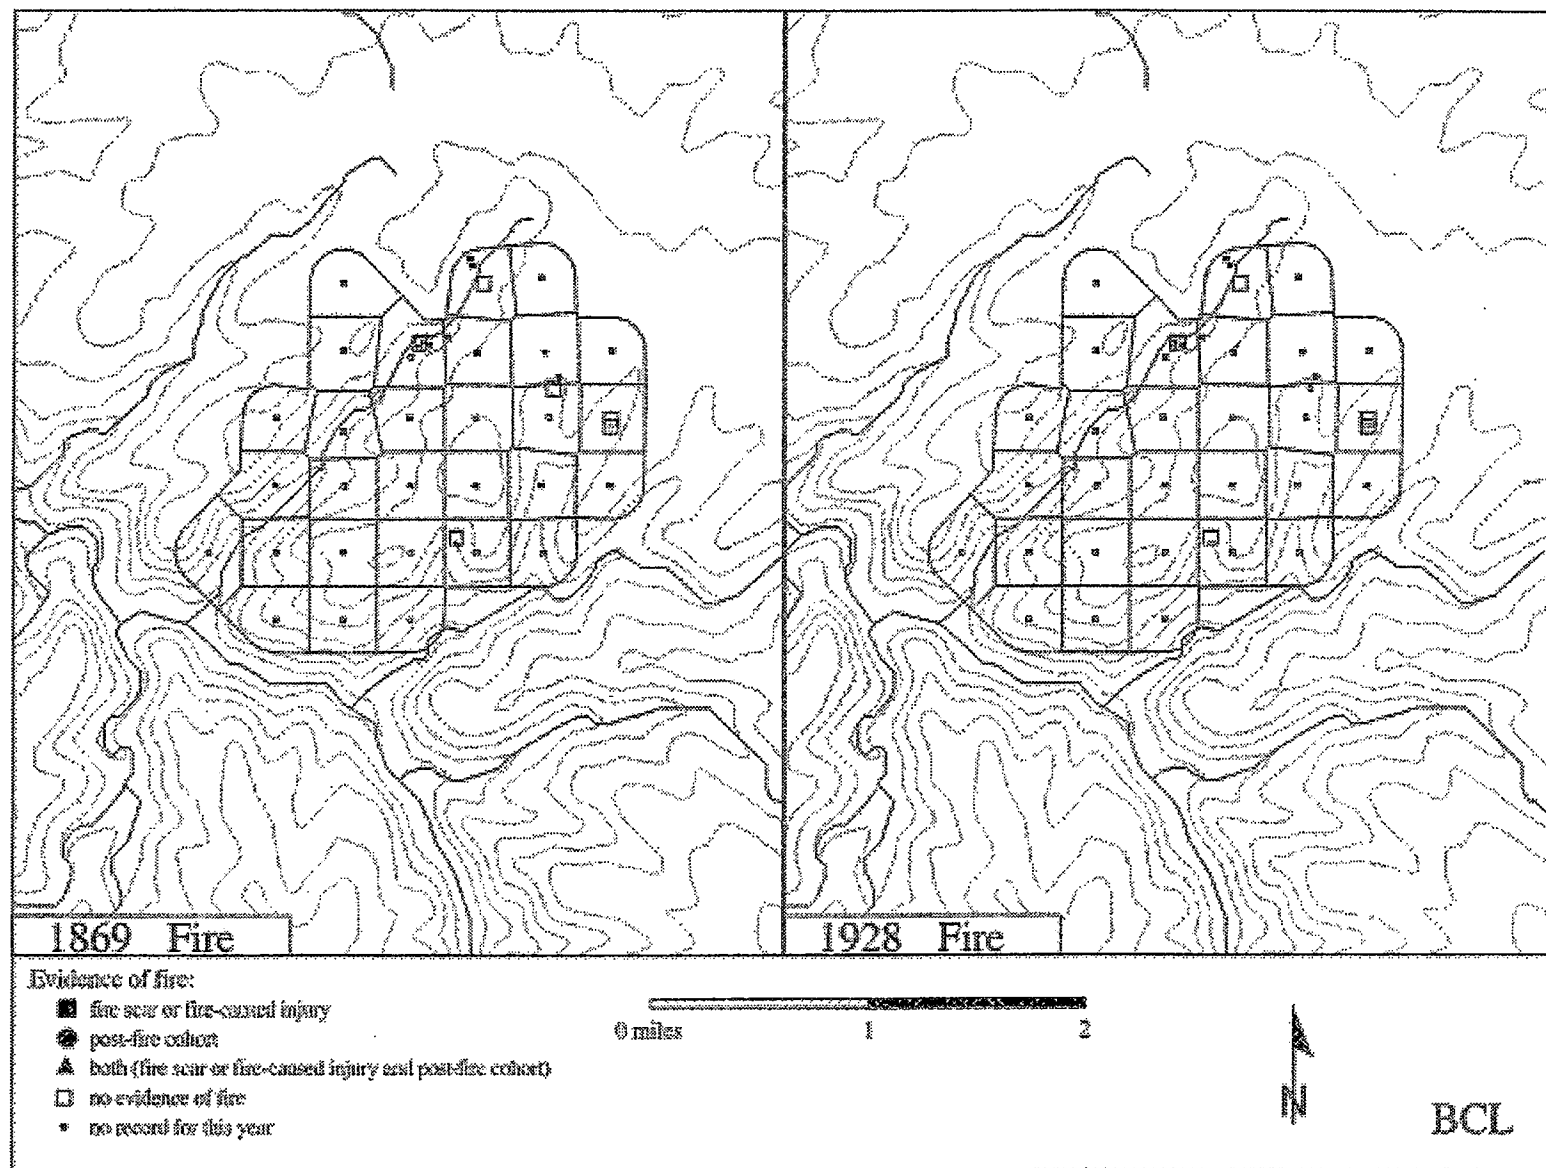 1869 Fire
1928 Fire
Evidence of fire:
fire scar or fire-caused injury
post-fire cohort
both (fire scar or fire-caused injury and post-fire cohort)
no evidence of fire
no record for this year
0 miles 1 2
N
BCL